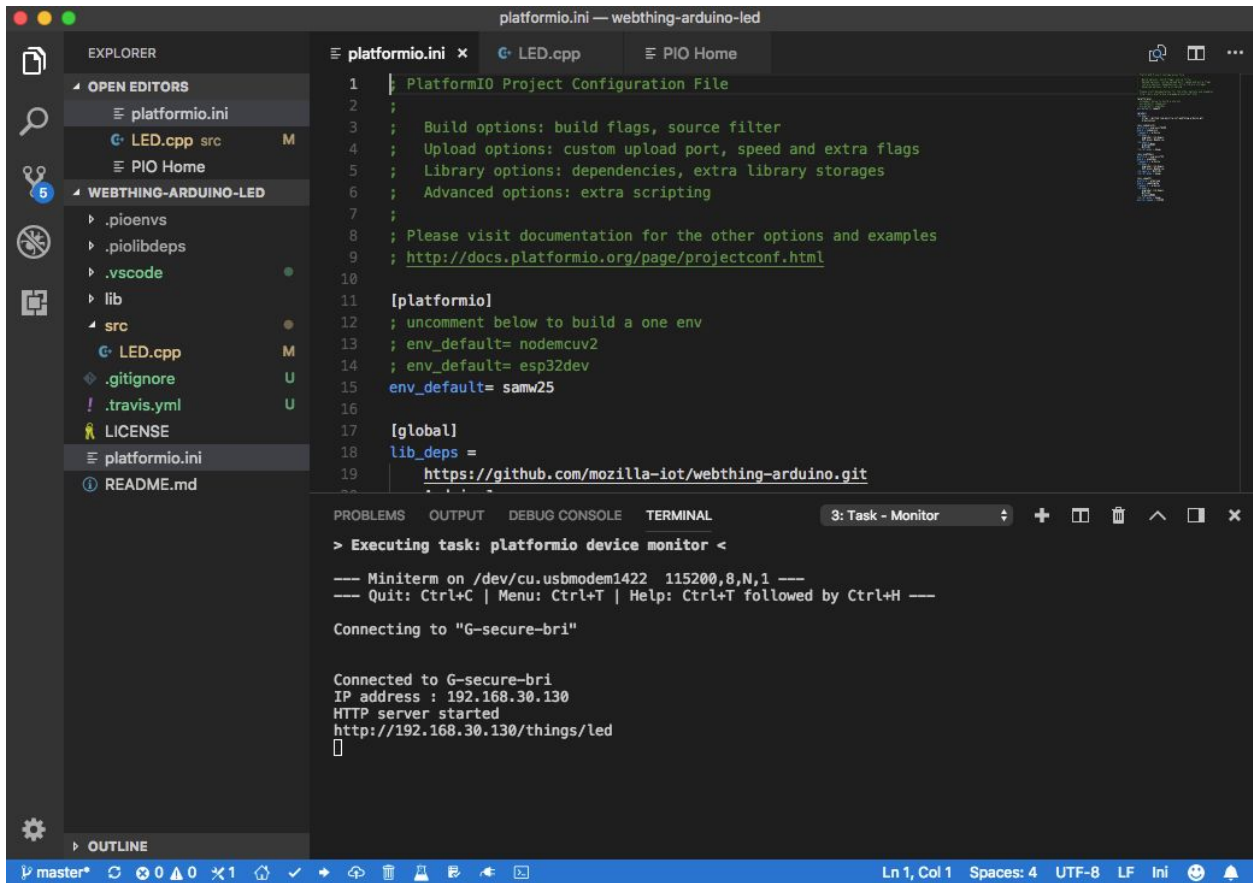 platformio.ini — webthing-arduino-led
EXPLORER
OPEN EDITORS
platformio.ini
LED.cpp src M
PIO Home
WEBTHING-ARDUINO-LED
.pioenvs
.piolibdeps
.vscode
lib
src
LED.cpp M
.gitignore U
.travis.yml U
LICENSE
platformio.ini
README.md
OUTLINE
5
platformio.ini × LED.cpp PIO Home
1 ; PlatformIO Project Configuration File
2 ;
3 ; Build options: build flags, source filter
4 ; Upload options: custom upload port, speed and extra flags
5 ; Library options: dependencies, extra library storages
6 ; Advanced options: extra scripting
7 ;
8 ; Please visit documentation for the other options and examples
9 ; http://docs.platformio.org/page/projectconf.html
10
11 [platformio]
12 ; uncomment below to build a one env
13 ; env_default= nodemcuv2
14 ; env_default= esp32dev
15 env_default= samw25
16
17 [global]
18 lib_deps =
19 https://github.com/mozilla-iot/webthing-arduino.git
PROBLEMS OUTPUT DEBUG CONSOLE TERMINAL 3: Task - Monitor
> Executing task: platformio device monitor <
--- Miniterm on /dev/cu.usbmodem1422 115200,8,N,1 ---
--- Quit: Ctrl+C | Menu: Ctrl+T | Help: Ctrl+T followed by Ctrl+H ---
Connecting to "G-secure-bri"
Connected to G-secure-bri
IP address : 192.168.30.130
HTTP server started
http://192.168.30.130/things/led
master* 0 0 1 Ln 1, Col 1 Spaces: 4 UTF-8 LF Ini